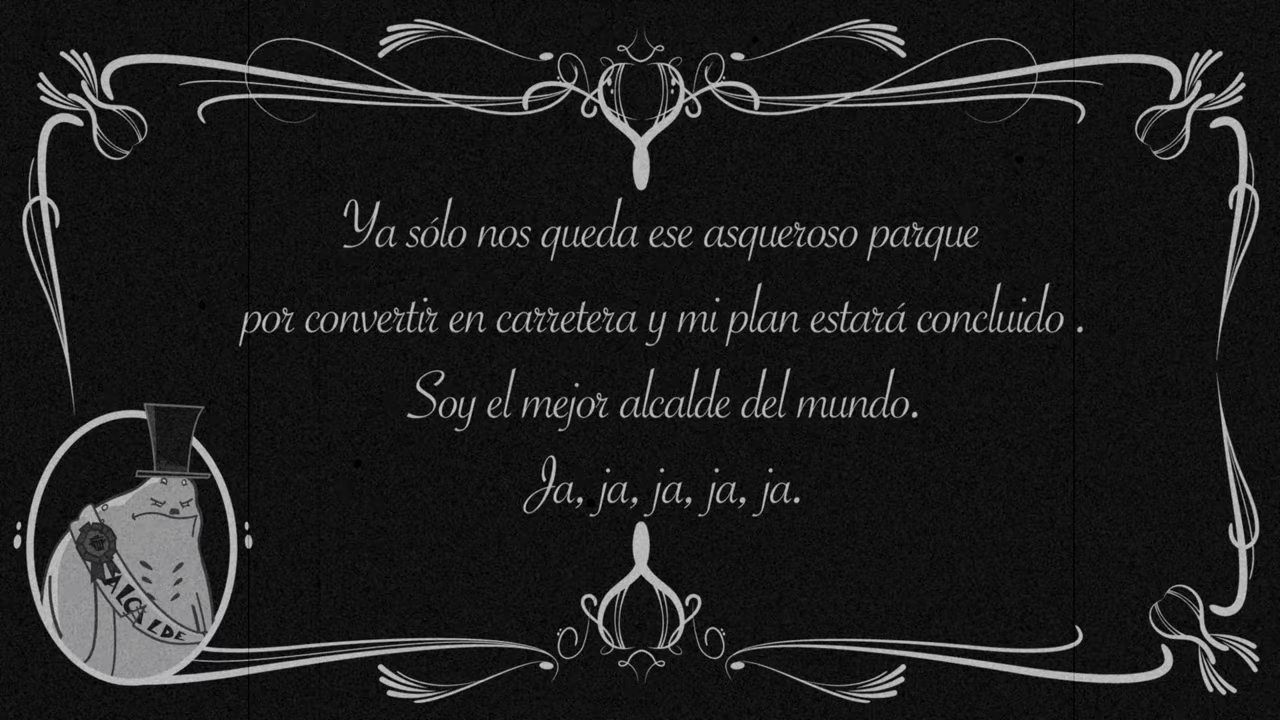 Ya sólo nos queda ese asqueroso parque
por convertir en carretera y mi plan estará concluido .
Soy el mejor alcalde del mundo.
Ja, ja, ja, ja, ja.
ALCALDE